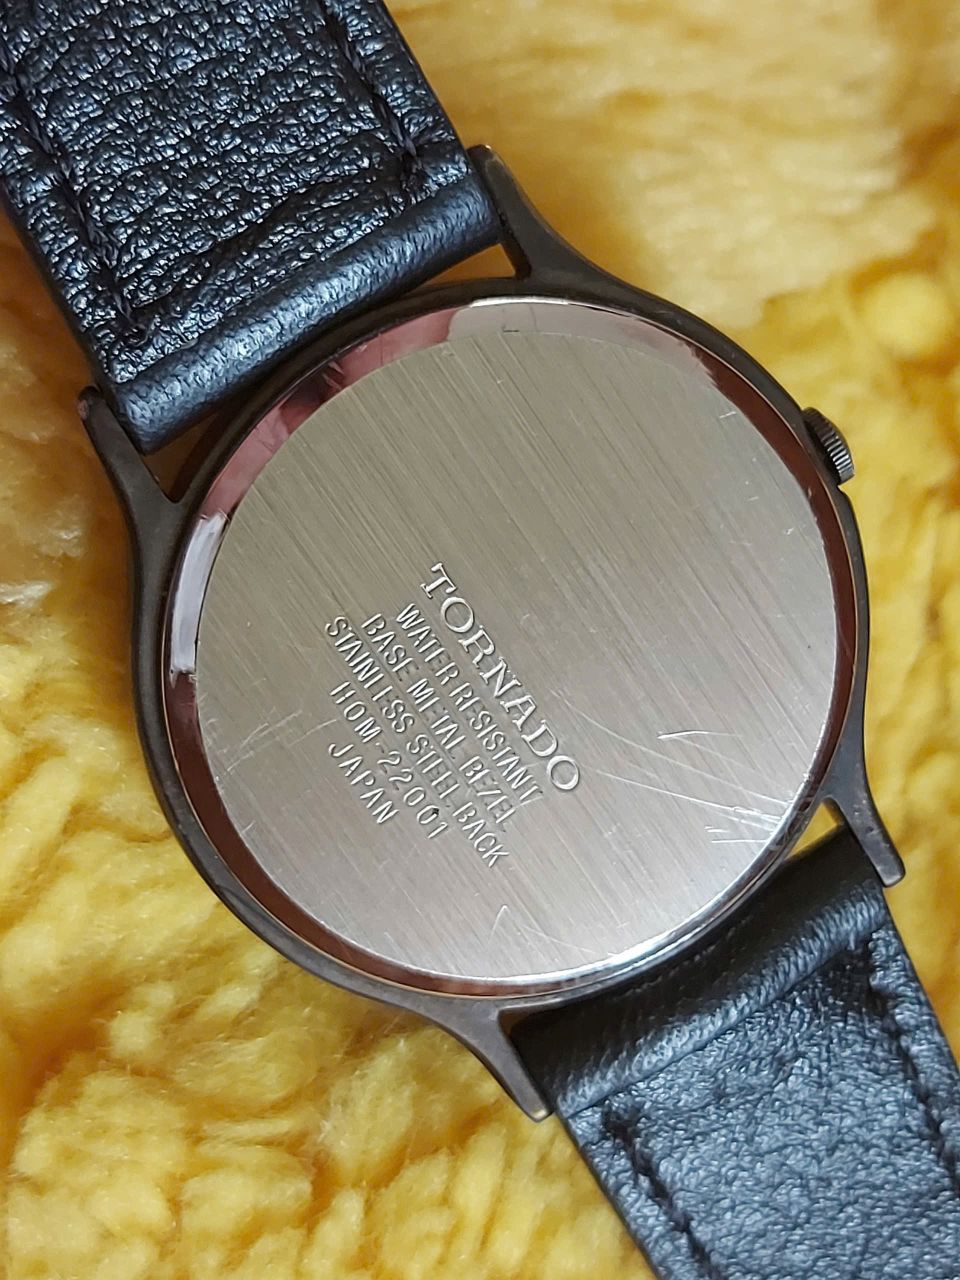 TORNADO
WATER RESISTANT
BASE METAL BEZEL
STAINLESS STEEL BACK
HOM-22001
JAPAN